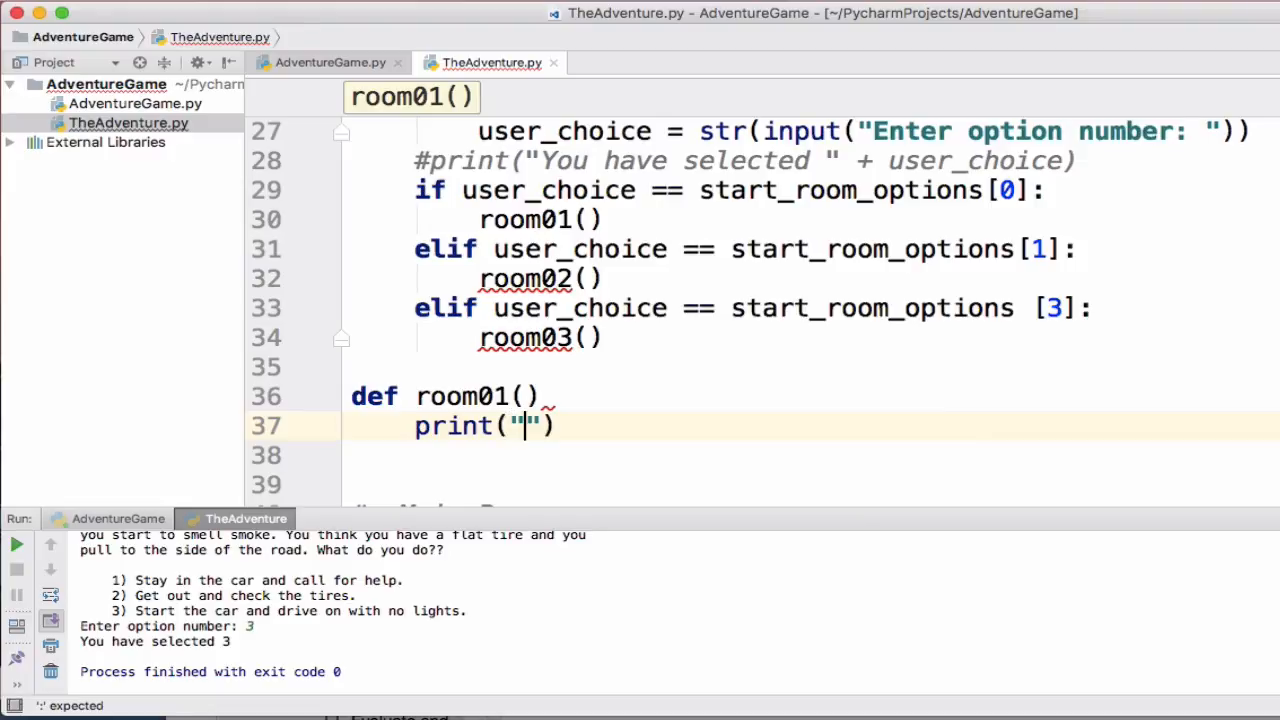 TheAdventure.py - AdventureGame - [~/PycharmProjects/AdventureGame]
AdventureGame
TheAdventure.py
Project
AdventureGame.py
TheAdventure.py
AdventureGame ~/Pycharm
AdventureGame.py
TheAdventure.py
External Libraries
room01()
27 user_choice = str(input("Enter option number: "))
28 #print("You have selected " + user_choice)
29 if user_choice == start_room_options[0]:
30 room01()
31 elif user_choice == start_room_options[1]:
32 room02()
33 elif user_choice == start_room_options [3]:
34 room03()
35
36 def room01()
37 print("")
38
39
Run: AdventureGame TheAdventure
you start to smell smoke. You think you have a flat tire and you
pull to the side of the road. What do you do??
1) Stay in the car and call for help.
2) Get out and check the tires.
3) Start the car and drive on with no lights.
Enter option number: 3
You have selected 3
Process finished with exit code 0
':' expected